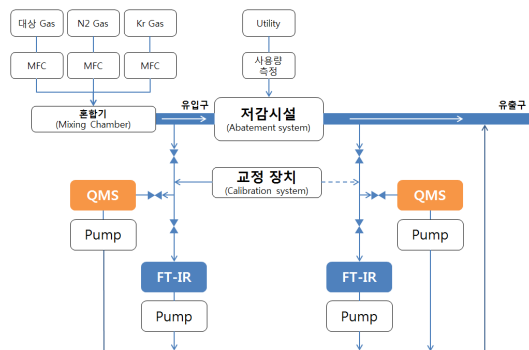 대상 Gas
N2 Gas
Kr Gas
Utility
MFC
MFC
MFC
사용량
측정
혼합기
(Mixing Chamber)
유입구
저감시설
(Abatement system)
유출구
교정 장치
(Calibration system)
QMS
QMS
Pump
Pump
FT-IR
FT-IR
Pump
Pump